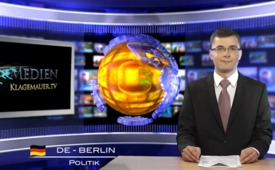 MEDIEN
KLAGEMAUER.TV
DE - BERLIN
POLITIK